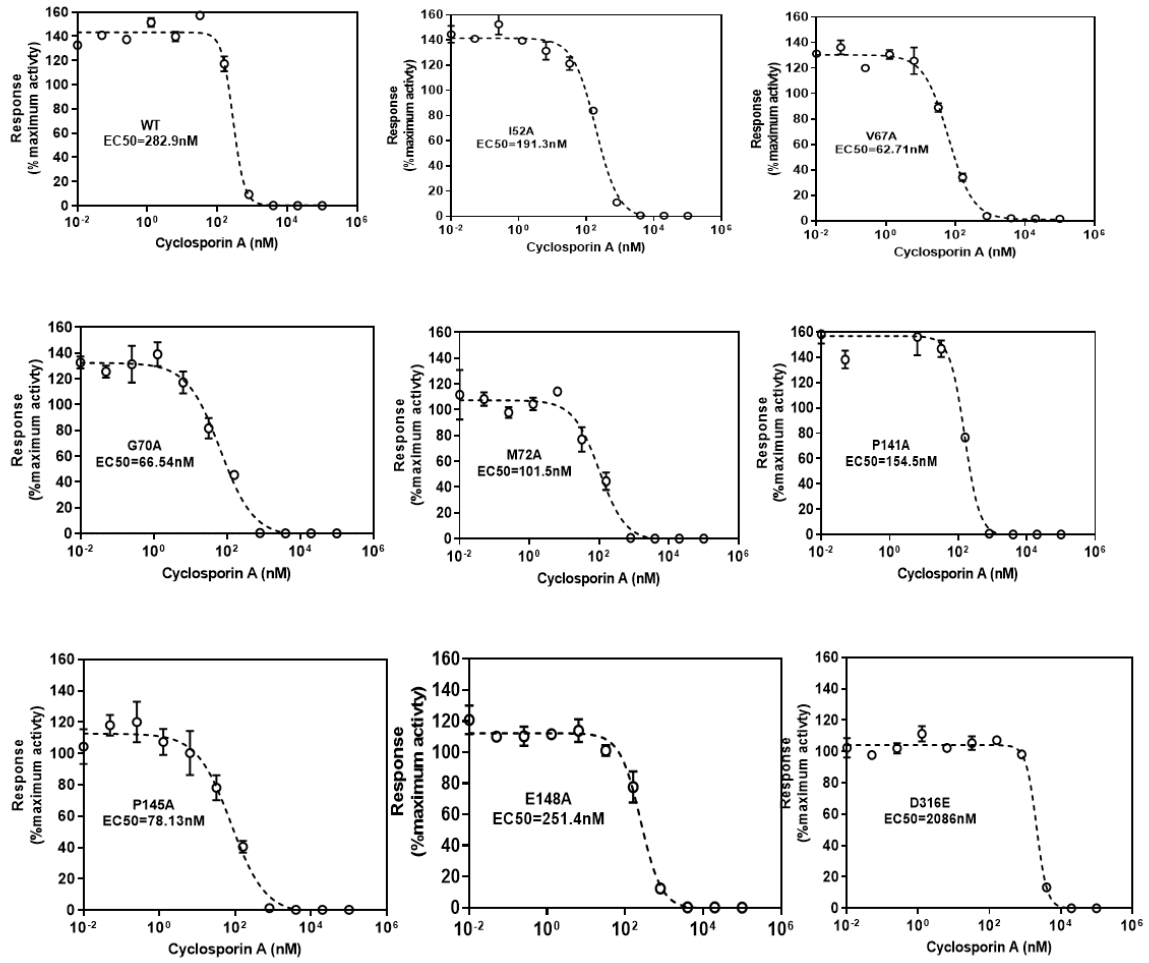 160
140
120
100
80
60
40
20
0
Response
(% maximum activty)
WT
EC50=282.9nM
10-2
100
102
104
106
Cyclosporin A (nM)
160
140
120
100
80
60
40
20
0
Response
(% maximum activty)
I52A
EC50=191.3nM
10-2
100
102
104
106
Cyclosporin A (nM)
160
140
120
100
80
60
40
20
0
Response
(% maximum activty)
V67A
EC50=62.71nM
10-2
100
102
104
106
Cyclosporin A (nM)
160
140
120
100
80
60
40
20
0
Response
(%maximum activty)
G70A
EC50=66.54nM
10-2
100
102
104
106
Cyclosporin A (nM)
160
140
120
100
80
60
40
20
0
Response
(%maximum activty)
M72A
EC50=101.5nM
10-2
100
102
104
106
Cyclosporin A (nM)
160
140
120
100
80
60
40
20
0
Response
(%maximum activty)
P141A
EC50=154.5nM
10-2
100
102
104
106
Cyclosporin A (nM)
160
140
120
100
80
60
40
20
0
Response
(%maximum activty)
P145A
EC50=78.13nM
10-2
100
102
104
106
Cyclosporin A (nM)
160
140
120
100
80
60
40
20
0
Response
(%maximum activty)
E148A
EC50=251.4nM
10-2
100
102
104
106
Cyclosporin A (nM)
160
140
120
100
80
60
40
20
0
Response
(%maximum activty)
D316E
EC50=2086nM
10-2
100
102
104
106
Cyclosporin A (nM)